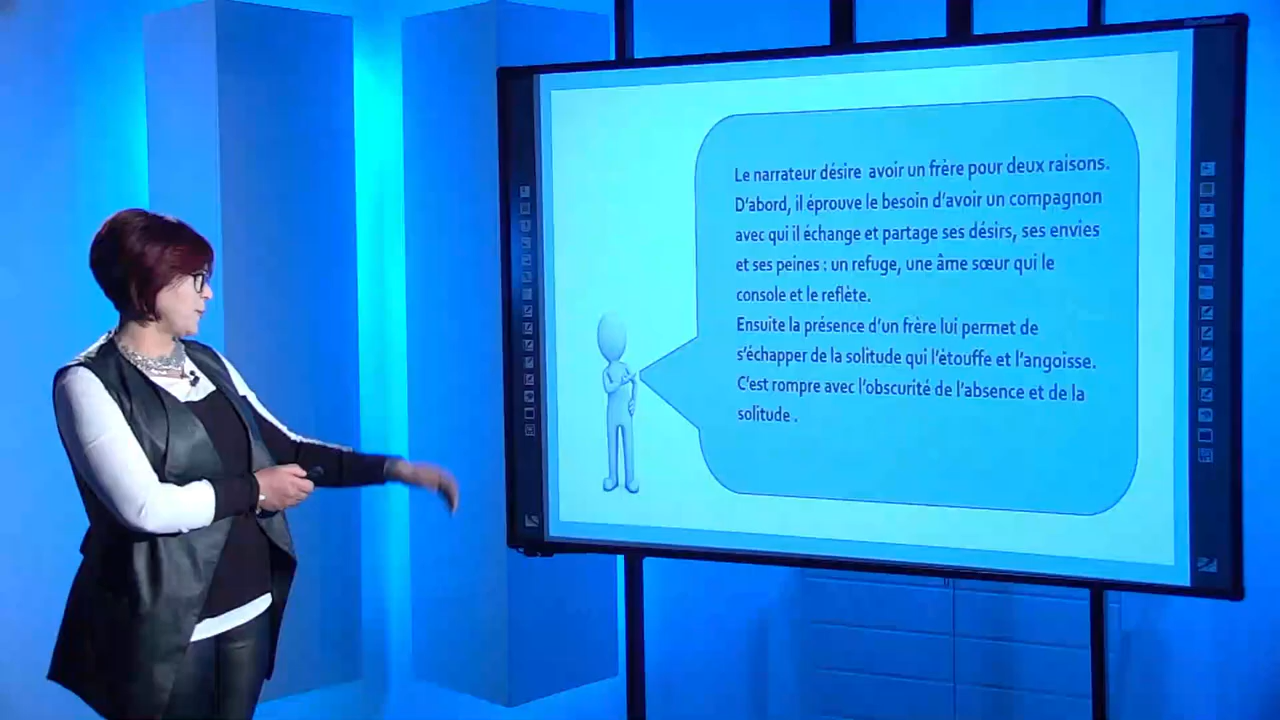 Le narrateur désire avoir un frère pour deux raisons.
D'abord, il éprouve le besoin d'avoir un compagnon
avec qui il échange et partage ses désirs, ses envies
et ses peines : un refuge, une âme sœur qui le
console et le reflète.
Ensuite la présence d'un frère lui permet de
s'échapper de la solitude qui l'étouffe et l'angoisse.
C'est rompre avec l'obscurité de l'absence et de la
solitude .